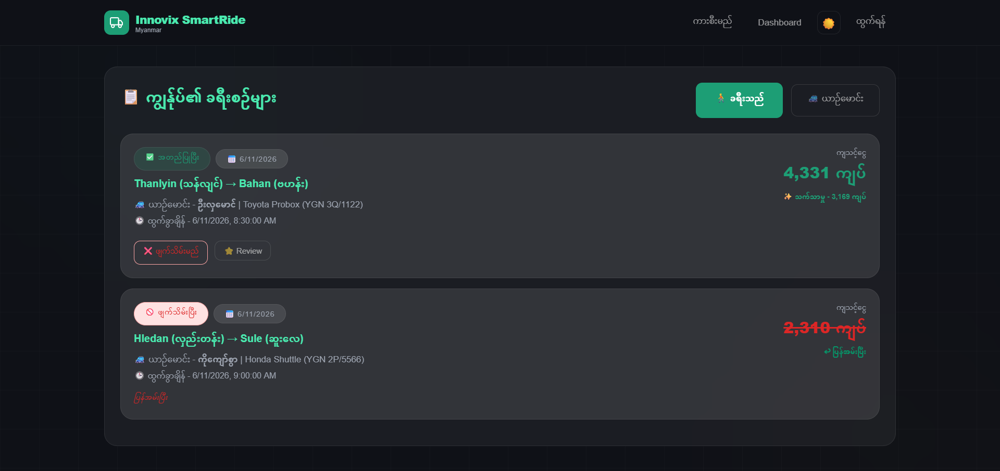 Innovix SmartRide
Myanmar
ကားစီးမည်
Dashboard
ထွက်ရန်
ကျွန်ုပ်၏ ခရီးစဉ်များ
ခရီးသည်
ယာဉ်မောင်း
အတည်ပြုပြီး
6/11/2026
ကျသင့်ငွေ
4,331 ကျပ်
သက်သာမှု - 3,169 ကျပ်
Thanlyin (သန်လျင်) → Bahan (ဗဟန်း)
ယာဉ်မောင်း - ဦးလှမောင် | Toyota Probox (YGN 3Q/1122)
ထွက်ခွာချိန် - 6/11/2026, 8:30:00 AM
ဖျက်သိမ်းမည်
Review
ဖျက်သိမ်းပြီး
6/11/2026
ကျသင့်ငွေ
2,310 ကျပ်
↩ ပြန်အမ်းပြီး
Hledan (လှည်းတန်း) → Sule (ဆူးလေ)
ယာဉ်မောင်း - ကိုကျော်စွာ | Honda Shuttle (YGN 2P/5566)
ထွက်ခွာချိန် - 6/11/2026, 9:00:00 AM
ပြန်အမ်းပြီး